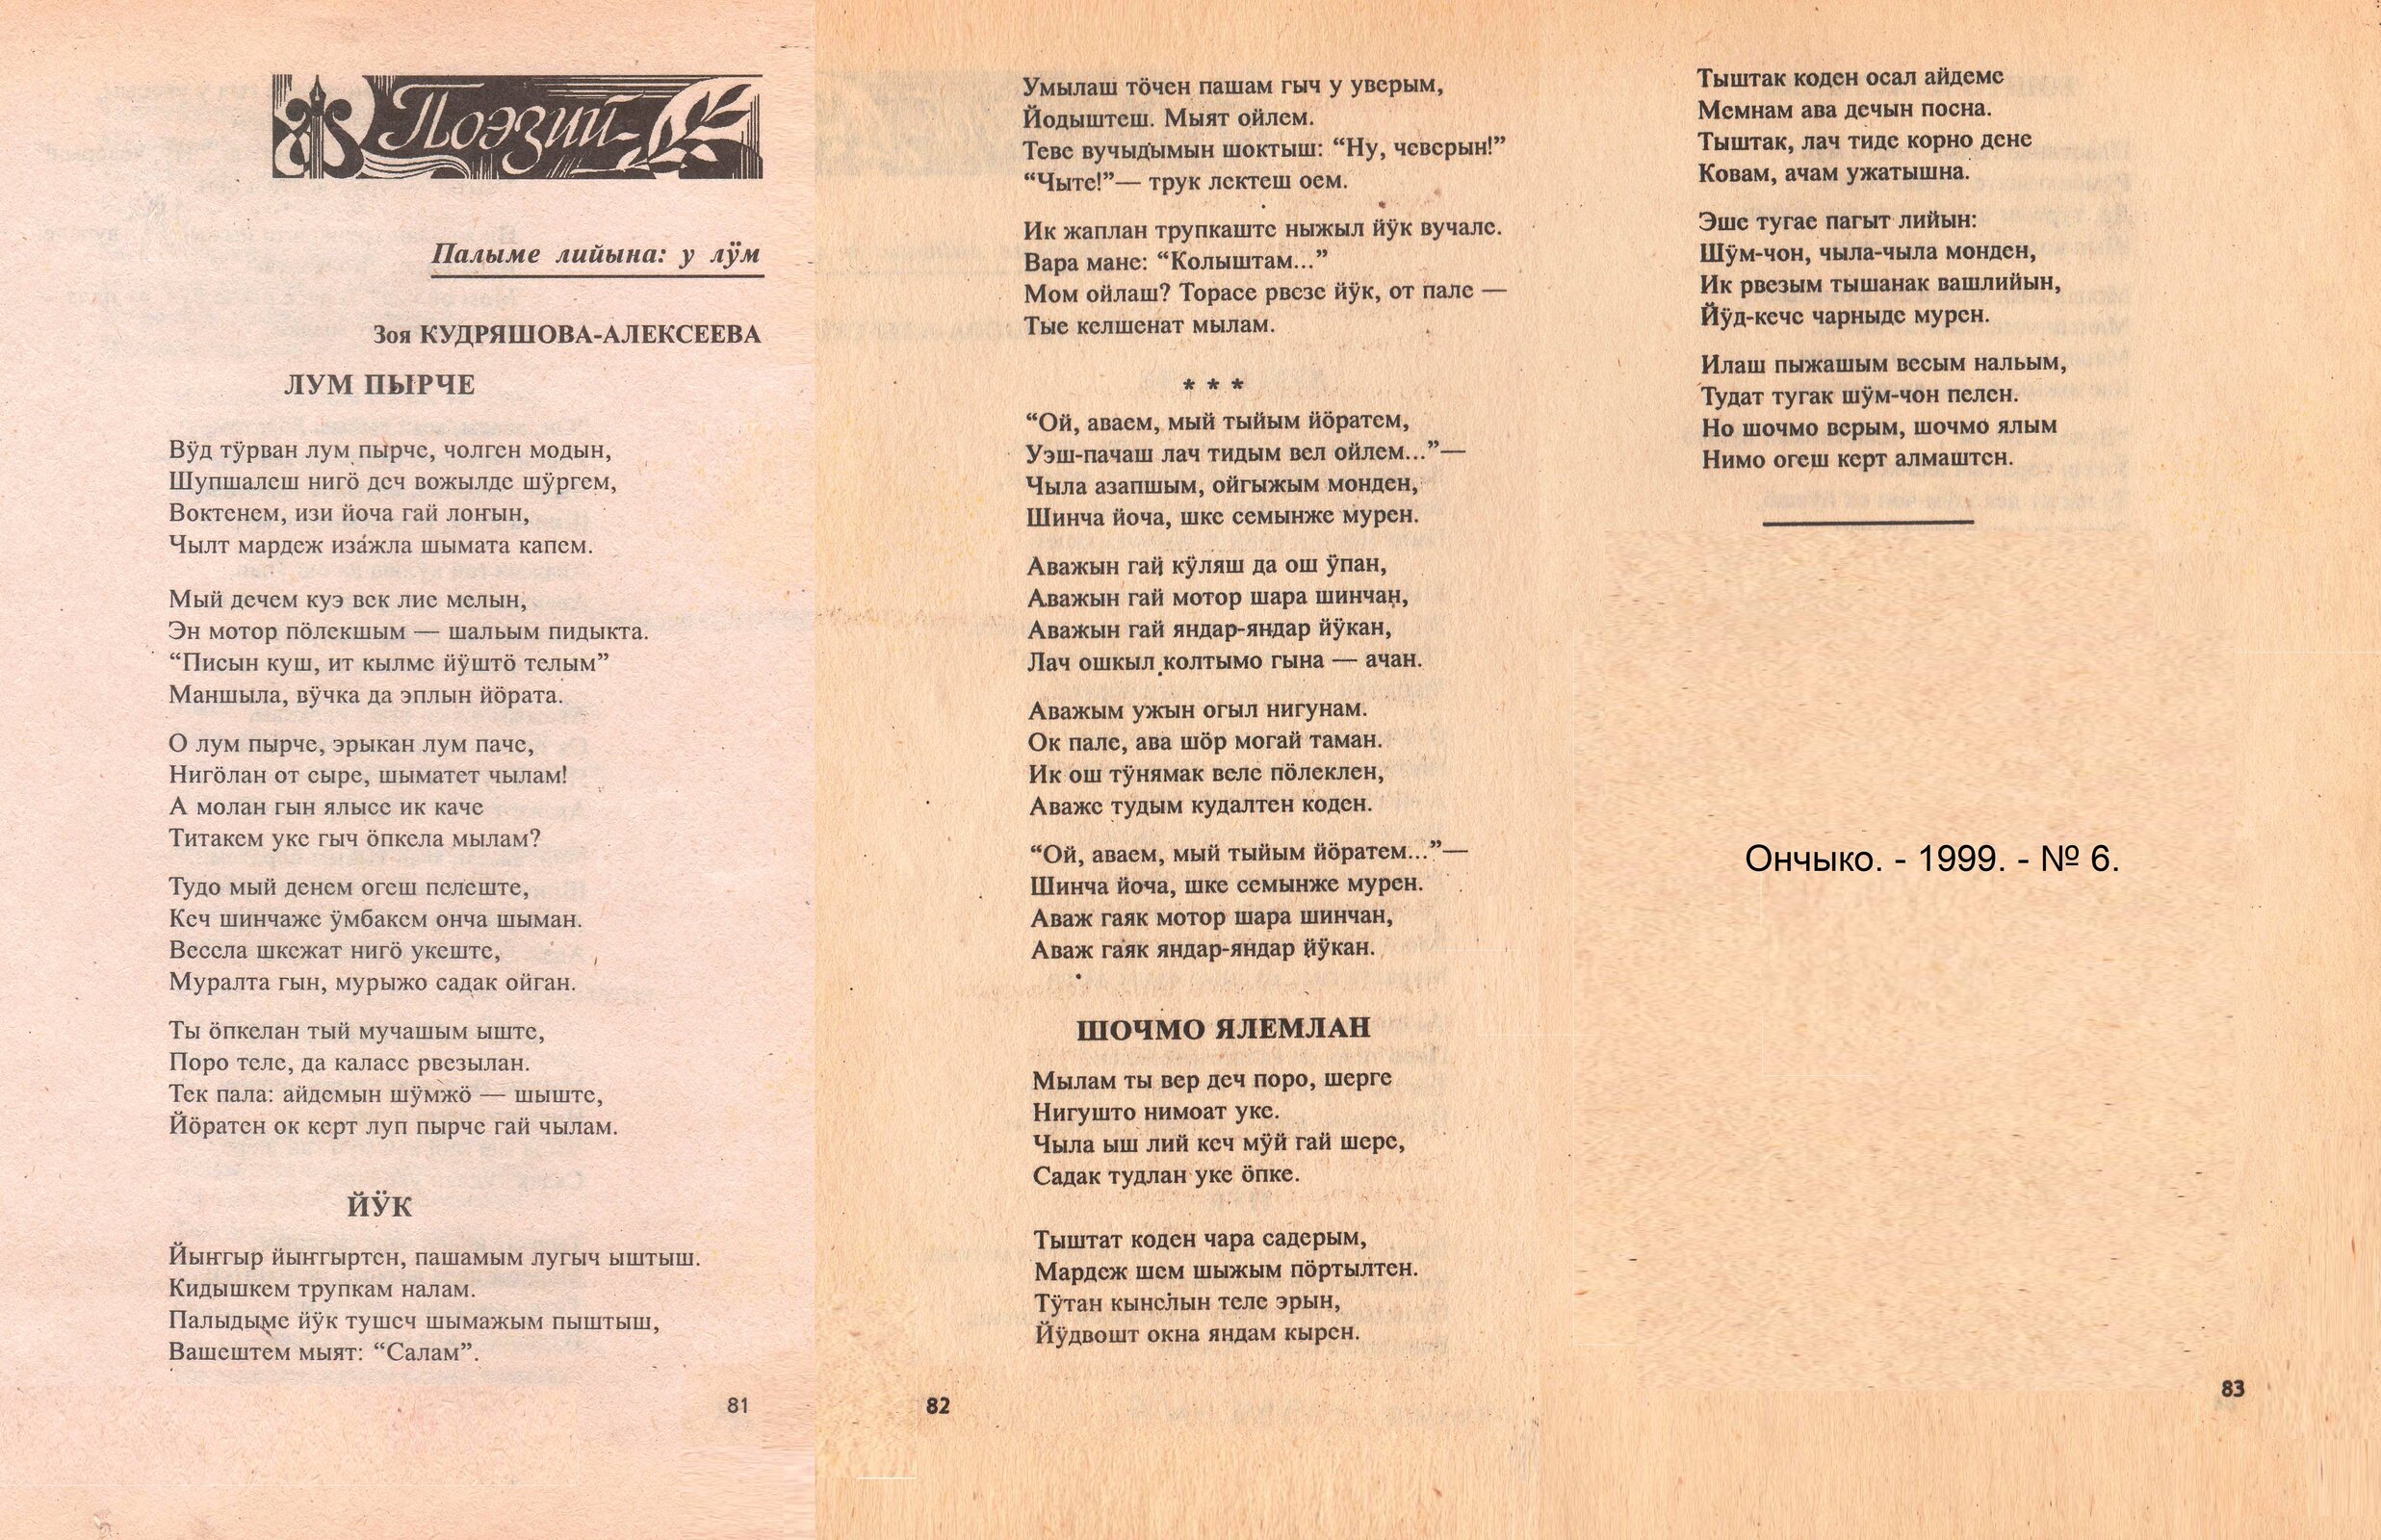 Поэзий
Палыме лийына: у лӱм
Зоя КУДРЯШОВА-АЛЕКСЕЕВА
ЛУМ ПЫРЧЕ
Вӱд тӱрван лум пырче, чолген модын,
Шупшалеш нигӧ деч вожылде шӱргем,
Воктенем, изи йоча гай лоҥын,
Чылт мардеж изажла шымата капем.
Мый дечем куэ век лие мелын,
Эн мотор пӧлекшым — шальым пидыкта.
“Писын куш, ит кылме йӱштӧ телым”
Маншыла, вӱчка да эплын йӧрата.
О лум пырче, эрыкан лум паче,
Нигӧлан от сыре, шыматет чылам!
А молан гын ялысе ик каче
Титакем уке гыч ӧпкела мылам?
Тудо мый денем огеш пелеште,
Кеч шинчаже ӱмбакем онча шыман.
Весела шкежат нигӧ укеште,
Муралта гын, мурыжо садак ойган.
Ты ӧпкелан тый мучашым ыште,
Поро теле, да каласе рвезылан.
Тек пала: айдемын шӱмжӧ — шыште,
Йӧратен ок керт луп пырче гай чылам.
ЙӰК
Йыҥгыр йыҥгыртен, пашамым лугыч ыштыш.
Кидышкем трупкам налам.
Палыдыме йӱк тушеч шымажым пыштыш,
Вашештем мыят: “Салам”.
81
Умылаш тӧчен пашам гыч у уверым,
Йодыштеш. Мыят ойлем.
Теве вучыдымын шоктыш: “Ну, чеверын!”
“Чыте!”— трук лектеш оем.
Ик жаплан трупкаште ныжыл йӱк вучале.
Вара мане: “Колыштам...”
Мом ойлаш? Торасе рвезе йӱк, от пале —
Тые келшенат мылам.
* * *
“Ой, аваем, мый тыйым йӧратем,
Уэш-пачаш лач тидым вел ойлем...”—
Чыла азапшым, ойгыжым монден,
Шинча йоча, шке семынже мурен.
Аважын гай кӱляш да ош ӱпан,
Аважын гай мотор шара шинчан,
Аважын гай яндар-яндар йӱкан,
Лач ошкыл колтымо гына — ачан.
Аважым ужын огыл нигунам.
Ок пале, ава шӧр могай таман.
Ик ош тӱнямак веле пӧлеклен,
Аваже тудым кудалтен коден.
“Ой, аваем, мый тыйым йӧратем...”—
Шинча йоча, шке семынже мурен.
Аваж гаяк мотор шара шинчан,
Аваж гаяк яндар-яндар йӱкан.
ШОЧМО ЯЛЕМЛАН
Мылам ты вер деч поро, шерге
Нигушто нимоат уке.
Чыла ыш лий кеч мӱй гай шере,
Садак тудлан уке ӧпке.
Тыштат коден чара садерым,
Мардеж шем шыжым пӧртылтен.
Тӱтан кынелын теле эрын,
Йӱдвошт окна яндам кырен.
82
Тыштак коден осал айдеме
Мемнам ава дечын посна.
Тыштак, лач тиде корно дене
Ковам, ачам ужатышна.
Эше тугае пагыт лийын:
Шӱм-чон, чыла-чыла монден,
Ик рвезым тышанак вашлийын,
Йӱд-кече чарныде мурен.
Илаш пыжашым весым нальым,
Тудат тугак шӱм-чон пелен.
Но шочмо верым, шочмо ялым
Нимо огеш керт алмаштен.
Ончыко. - 1999. - № 6.
83